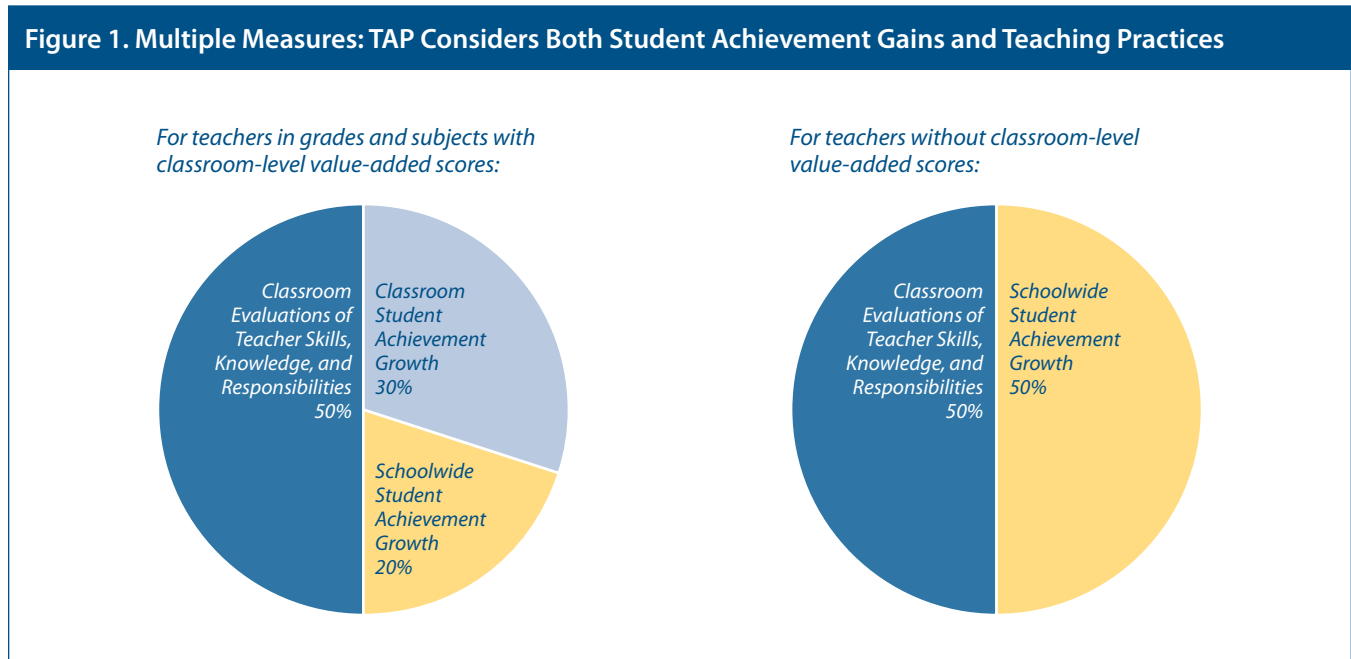 Figure 1. Multiple Measures: TAP Considers Both Student Achievement Gains and Teaching Practices
For teachers in grades and subjects with
classroom-level value-added scores:
Classroom
Evaluations of
Teacher Skills,
Knowledge, and
Responsibilities
50%
Classroom
Student
Achievement
Growth
30%
Schoolwide
Student
Achievement
Growth
20%
For teachers without classroom-level
value-added scores:
Classroom
Evaluations of
Teacher Skills,
Knowledge, and
Responsibilities
50%
Schoolwide
Student
Achievement
Growth
50%